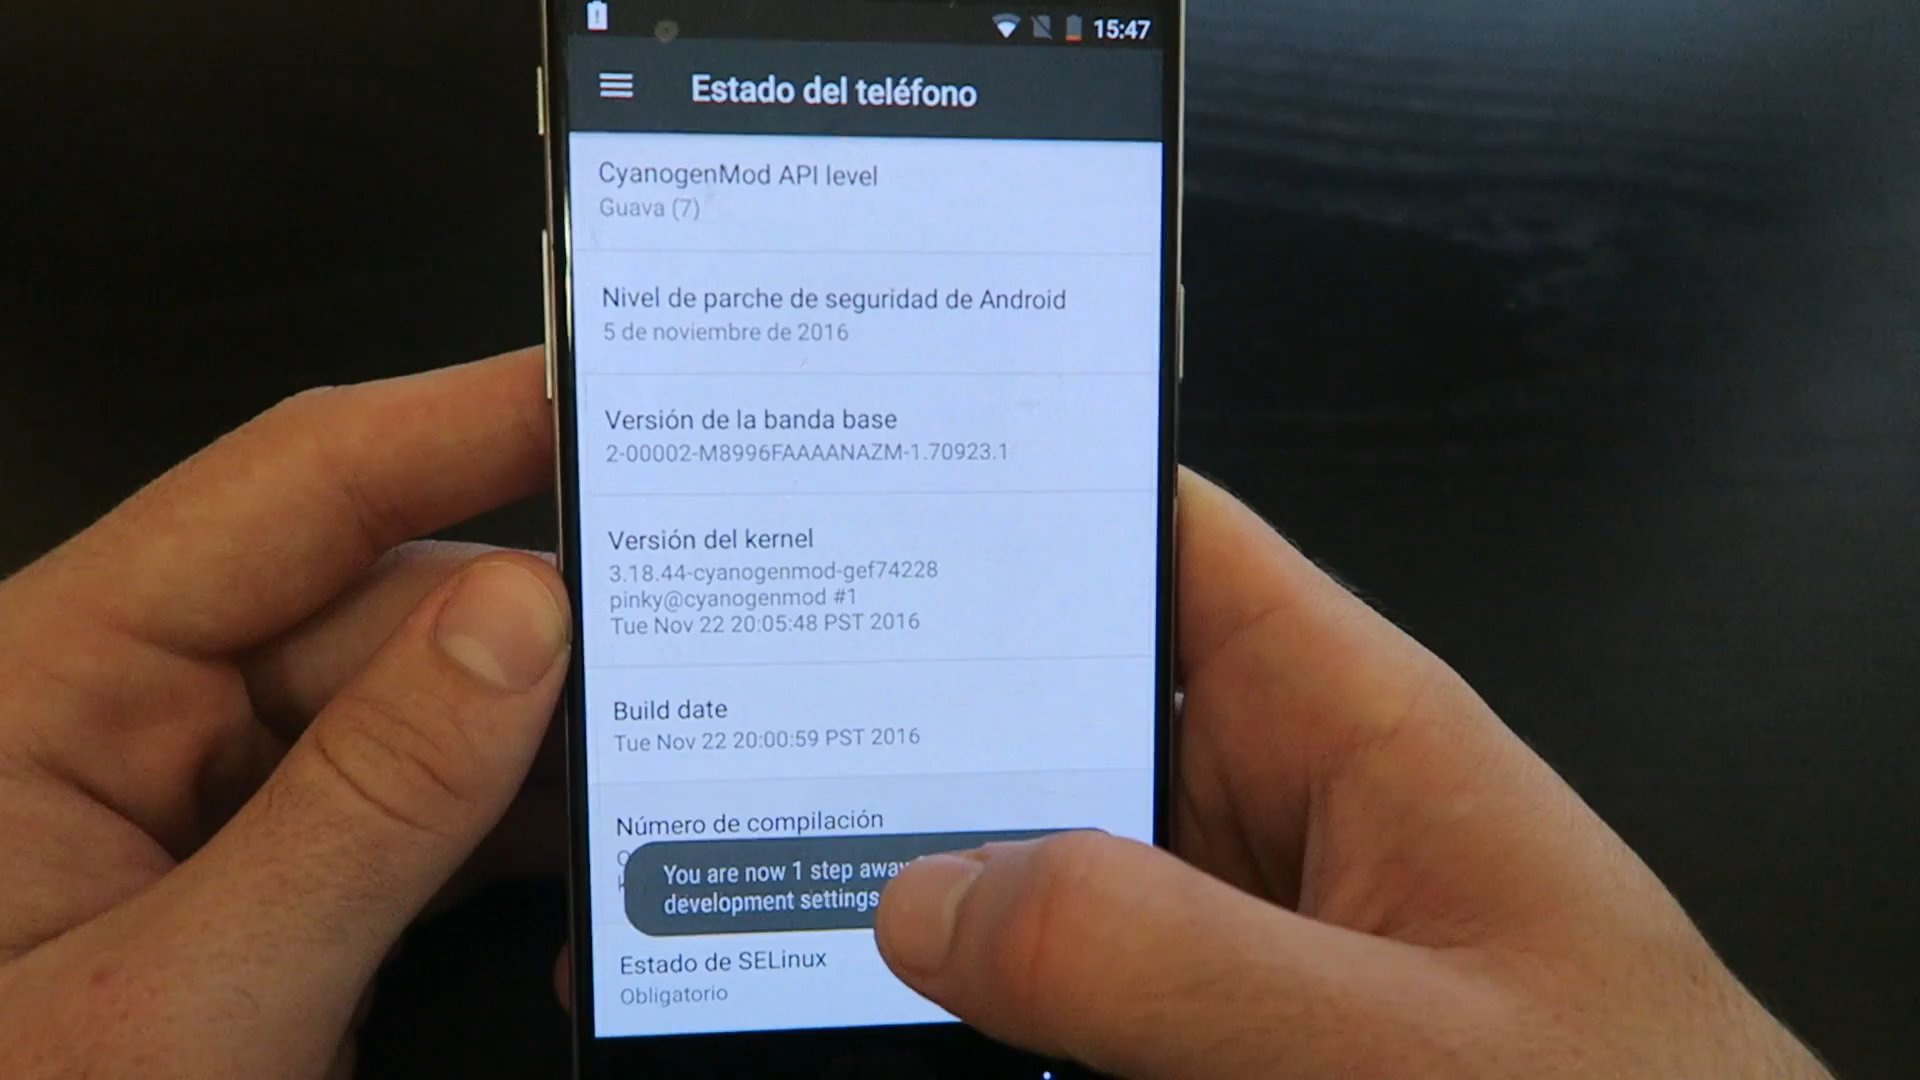 15:47
Estado del teléfono
CyanogenMod API level
Guava (7)
Nivel de parche de seguridad de Android
5 de noviembre de 2016
Versión de la banda base
2-00002-M8996FAAAANAZM-1.70923.1
Versión del kernel
3.18.44-cyanogenmod-gef74228
pinky@cyanogenmod #1
Tue Nov 22 20:05:48 PST 2016
Build date
Tue Nov 22 20:00:59 PST 2016
Número de compilación
You are now 1 step away
development settings
Estado de SELinux
Obligatorio